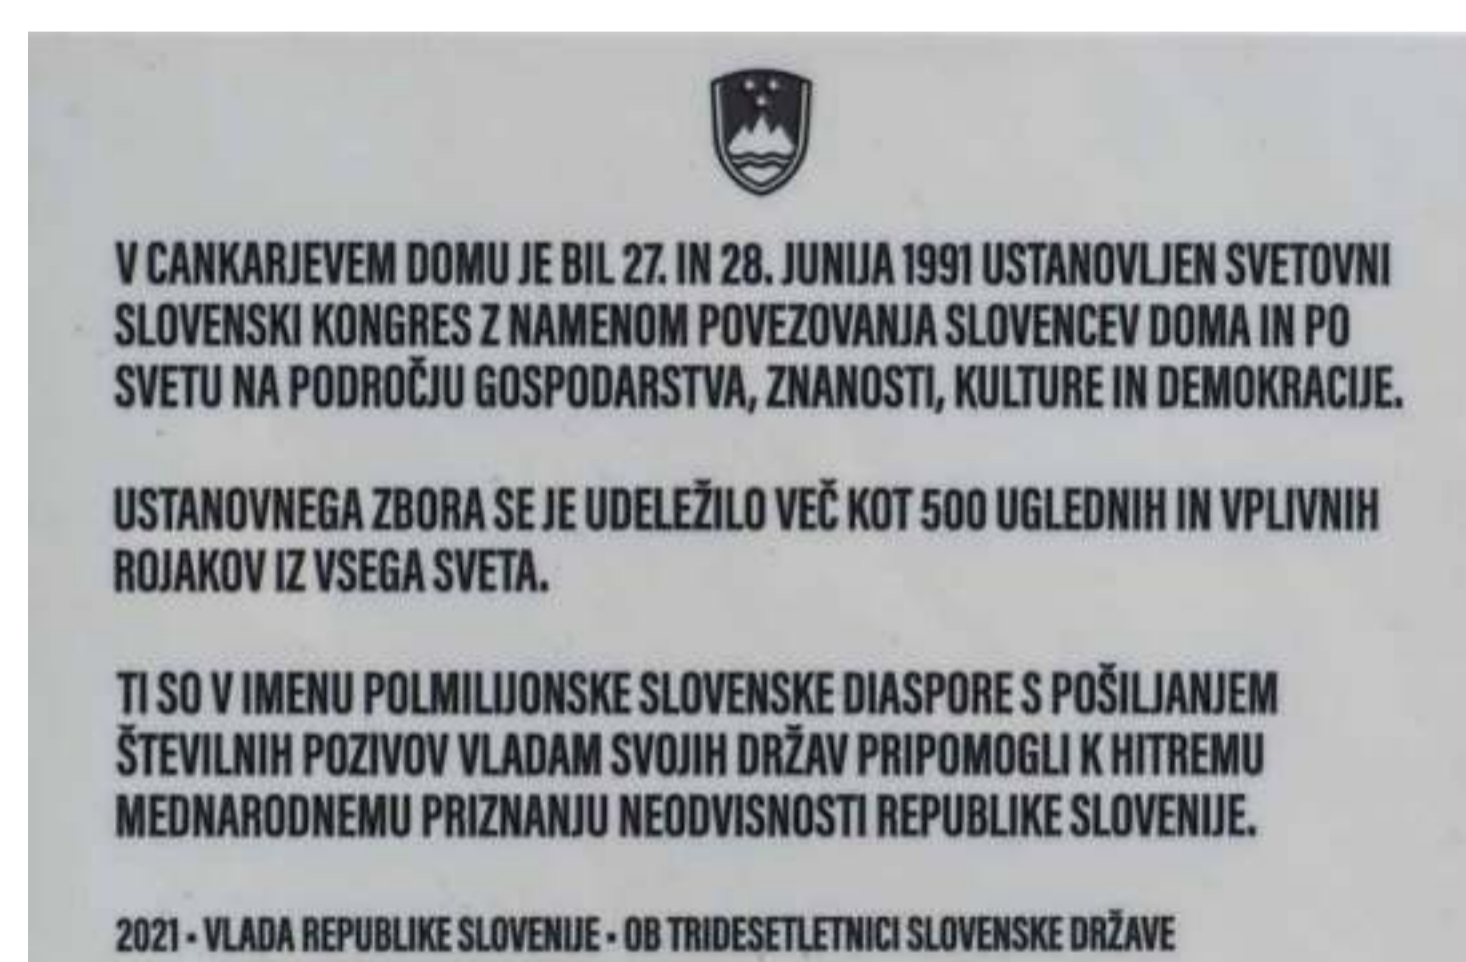 V CANKARJEVEM DOMU JE BIL 27. IN 28. JUNIJA 1991 USTANOVLJEN SVETOVNI
SLOVENSKI KONGRES Z NAMENOM POVEZOVANJA SLOVENCEV DOMA IN PO
SVETU NA PODROČJU GOSPODARSTVA, ZNANOSTI, KULTURE IN DEMOKRACIJE.
USTANOVNEGA ZBORA SE JE UDELEŽILO VEČ KOT 500 UGLEDNIH IN VPLIVNIH
ROJAKOV IZ VSEGA SVETA.
TI SO V IMENU POLMILIJONSKE SLOVENSKE DIASPORE S POŠILJANJEM
ŠTEVILNIH POZIVOV VLADAM SVOJIH DRŽAV PRIPOMOGLI K HITREMU
MEDNARODNEMU PRIZNANJU NEODVISNOSTI REPUBLIKE SLOVENIJE.
2021 - VLADA REPUBLIKE SLOVENIJE - OB TRIDESETLETNICI SLOVENSKE DRŽAVE